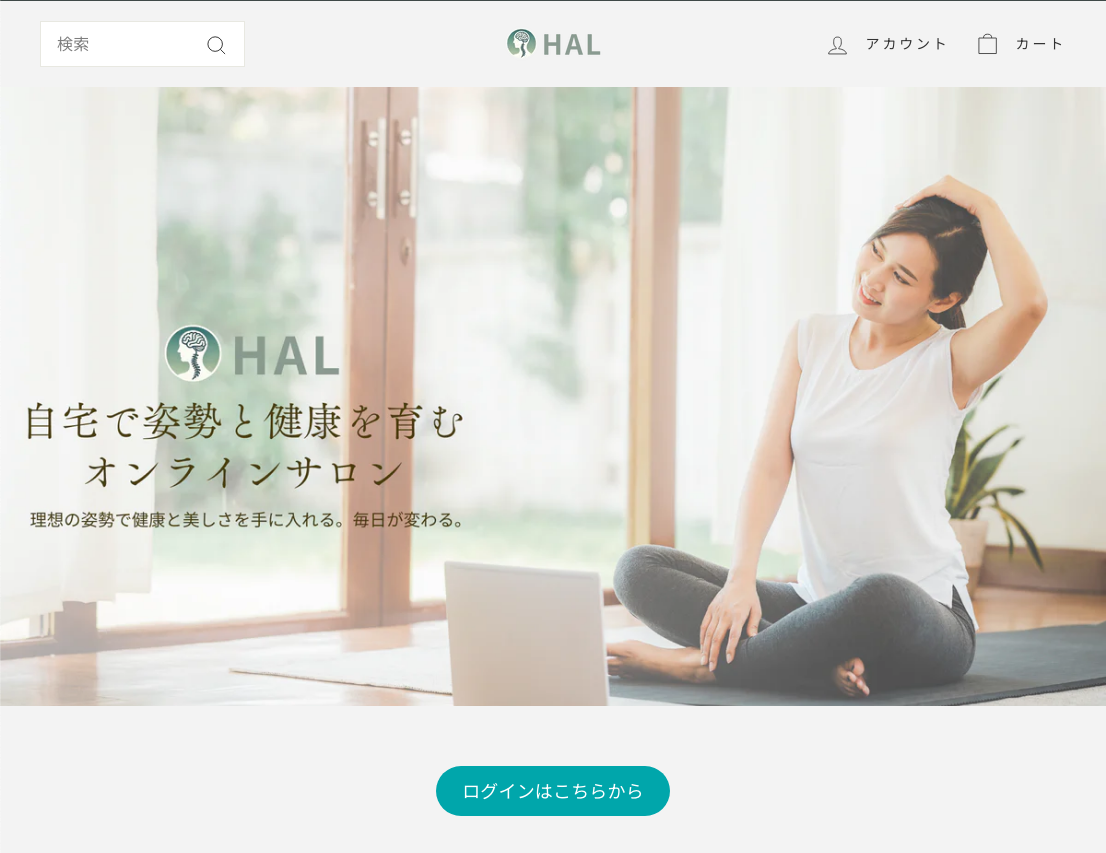 検索
HAL
アカウント
カート
HAL
自宅で姿勢と健康を育む
オンラインサロン
理想の姿勢で健康と美しさを手に入れる。毎日が変わる。
ログインはこちらから